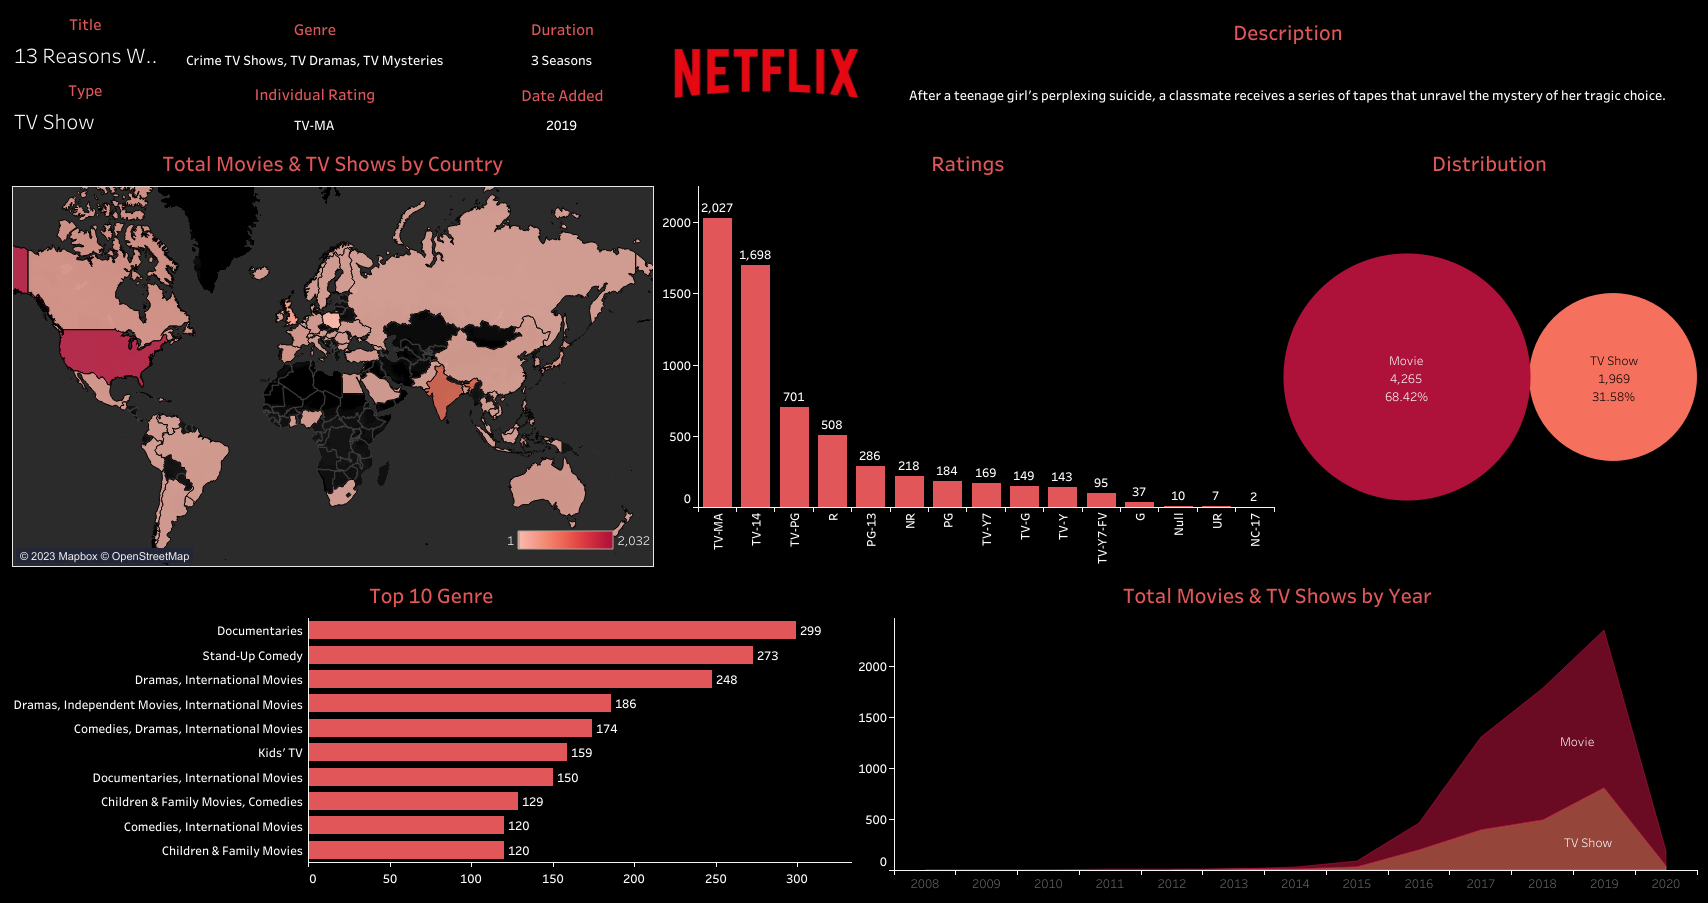 Title
13 Reasons W..
Type
TV Show
Genre
Crime TV Shows, TV Dramas, TV Mysteries
Individual Rating
TV-MA
Duration
3 Seasons
Date Added
2019
NETFLIX
Description
After a teenage girl’s perplexing suicide, a classmate receives a series of tapes that unravel the mystery of her tragic choice.
Total Movies & TV Shows by Country
1 2,032
© 2023 Mapbox © OpenStreetMap
Ratings
2000
1500
1000
500
0
2,027
1,698
701
508
286
218
184
169
149
143
95
37
10
7
2
TV-MA
TV-14
TV-PG
R
PG-13
NR
PG
TV-Y7
TV-G
TV-Y
TV-Y7-FV
G
Null
UR
NC-17
Distribution
Movie
4,265
68.42%
TV Show
1,969
31.58%
Top 10 Genre
Documentaries 299
Stand-Up Comedy 273
Dramas, International Movies 248
Dramas, Independent Movies, International Movies 186
Comedies, Dramas, International Movies 174
Kids’ TV 159
Documentaries, International Movies 150
Children & Family Movies, Comedies 129
Comedies, International Movies 120
Children & Family Movies 120
0 50 100 150 200 250 300
Total Movies & TV Shows by Year
2000
1500
1000
500
0
Movie
TV Show
2008 2009 2010 2011 2012 2013 2014 2015 2016 2017 2018 2019 2020